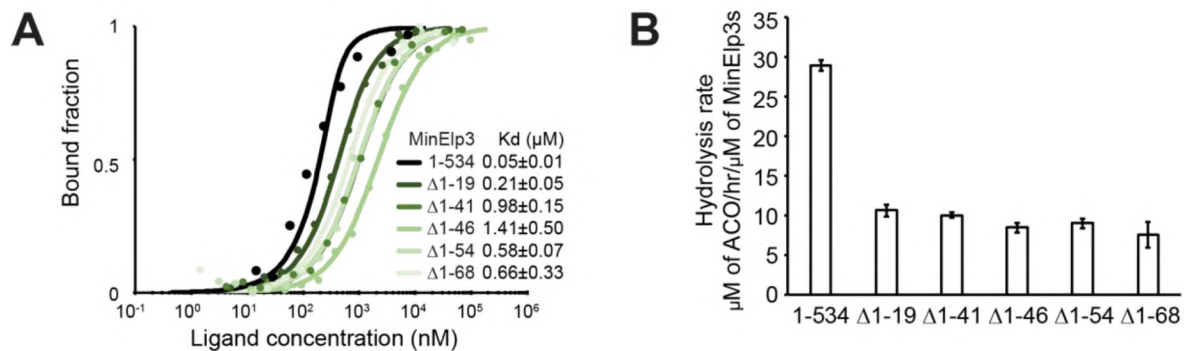 A
Bound fraction
1
0.5
0
MinElp3 Kd (µM)
1-534 0.05±0.01
Δ1-19 0.21±0.05
Δ1-41 0.98±0.15
Δ1-46 1.41±0.50
Δ1-54 0.58±0.07
Δ1-68 0.66±0.33
10-1 100 101 102 103 104 105 106
Ligand concentration (nM)
B
Hydrolysis rate
µM of ACO/hr/µM of MinElp3s
35
30
25
20
15
10
5
0
1-534 Δ1-19 Δ1-41 Δ1-46 Δ1-54 Δ1-68